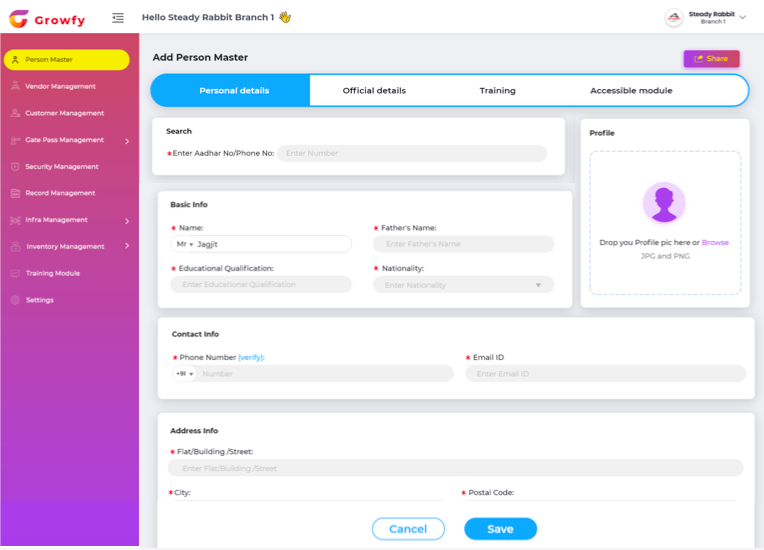 Growfy
Hello Steady Rabbit Branch 1 👋
Steady Rabbit
Branch 1
Person Master
Vendor Management
Customer Management
Gate Pass Management
Security Management
Record Management
Infra Management
Inventory Management
Training Module
Settings
Add Person Master
Share
Personal details
Official details
Training
Accessible module
Search
*Enter Aadhar No/Phone No:
Enter Number
Profile
Drop you Profile pic here or Browse
JPG and PNG
Basic Info
* Name:
Mr
Jagjit
* Father's Name:
Enter Father's Name
* Educational Qualification:
Enter Educational Qualification
* Nationality:
Enter Nationality
Contact Info
* Phone Number (verify):
+91
Number
* Email ID
Enter Email ID
Address Info
* Flat/Building /Street:
Enter Flat/Building /Street
*City:
* Postal Code:
Cancel
Save